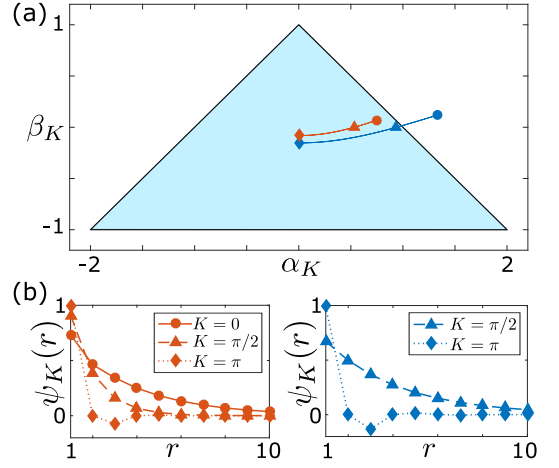 (a)
1
β_K
-1
-2
α_K
2
(b)
1
ψ_K(r)
0
K = 0
K = π/2
K = π
1
r
10
1
ψ_K(r)
0
K = π/2
K = π
1
r
10